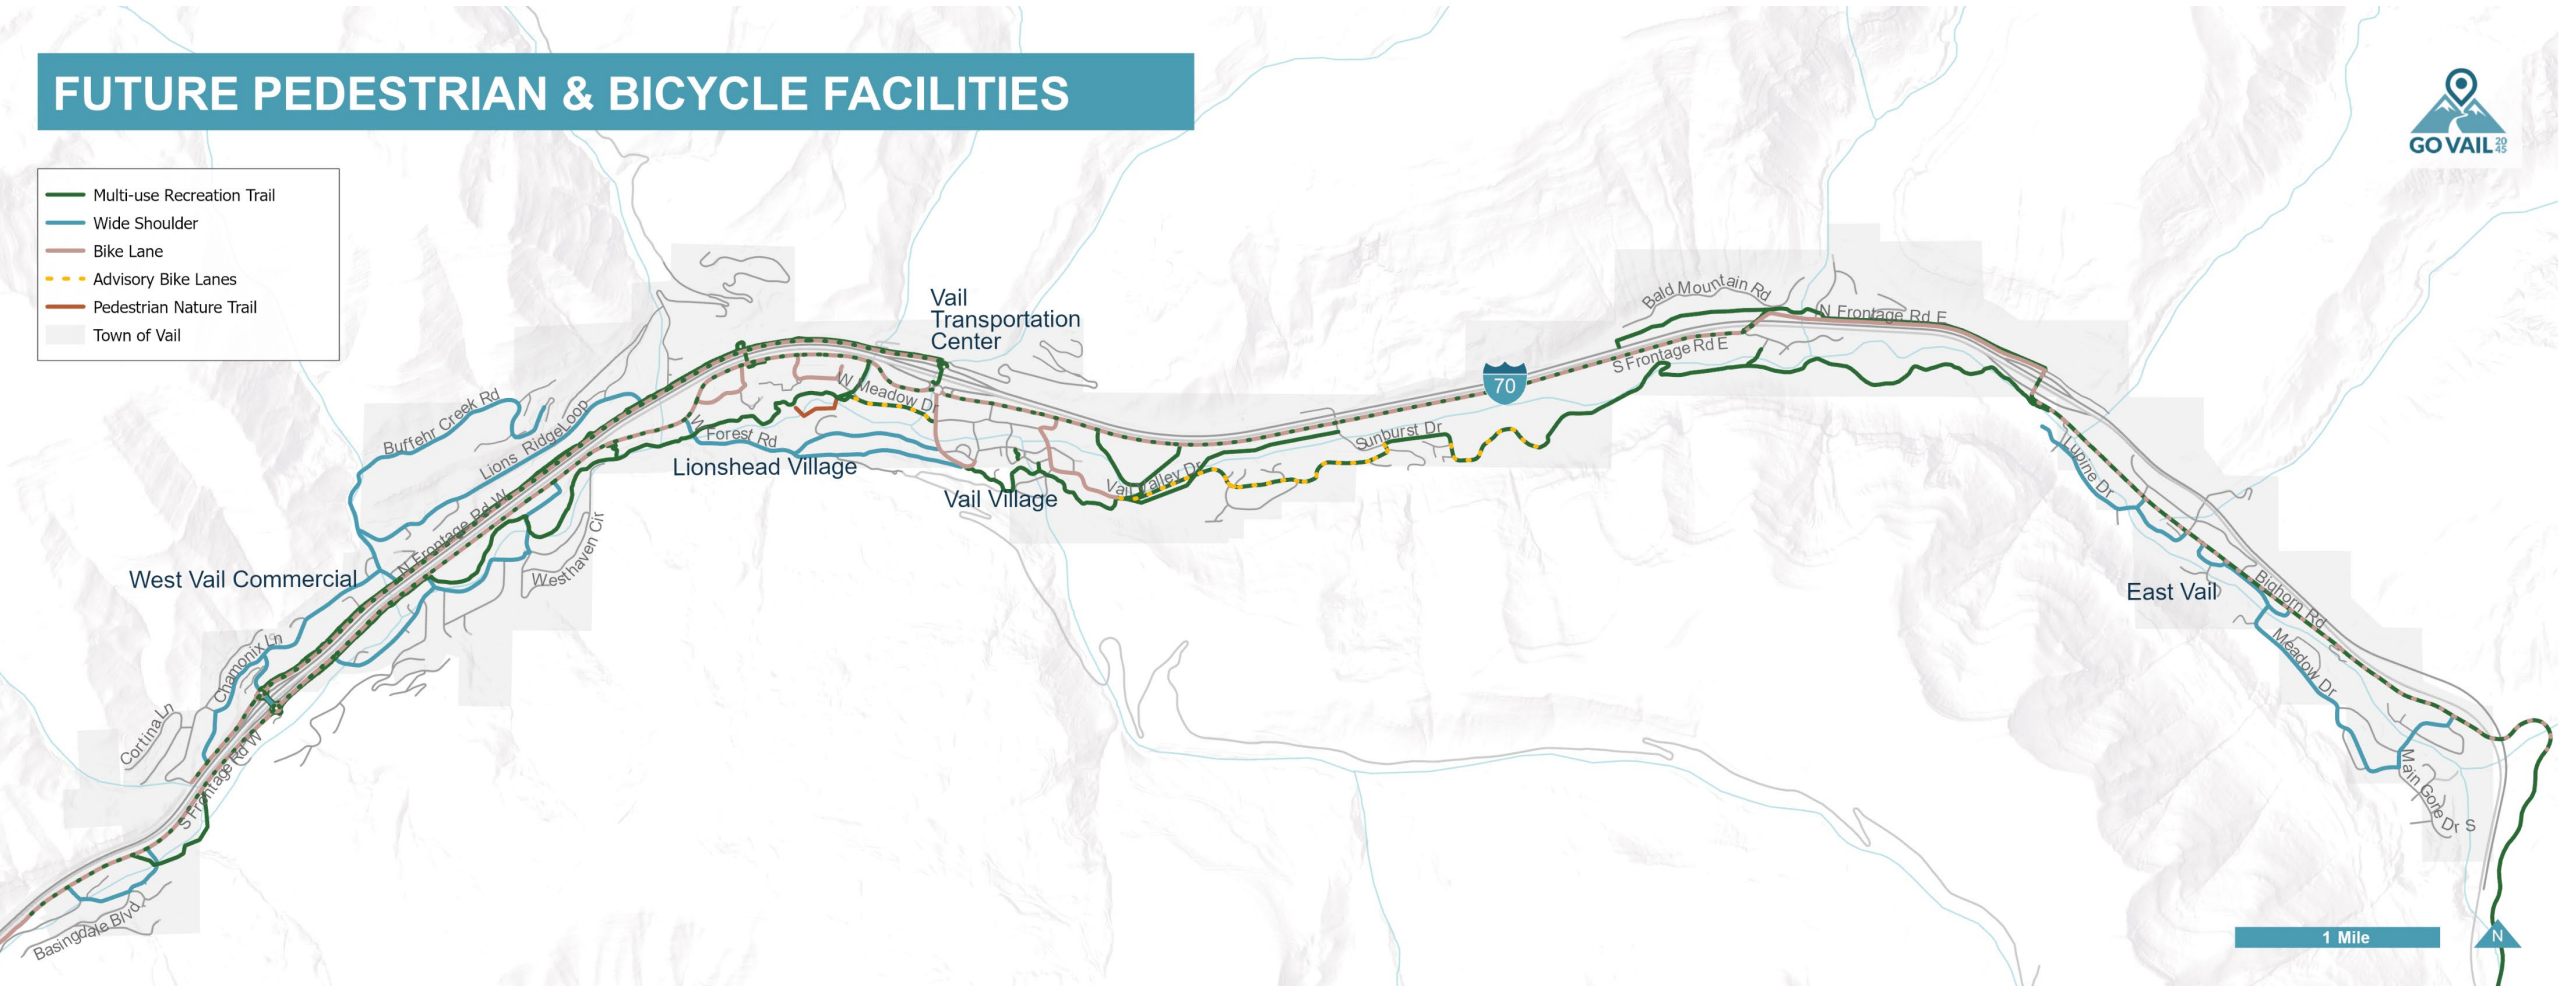 FUTURE PEDESTRIAN & BICYCLE FACILITIES
GO VAIL 2045
Multi-use Recreation Trail
Wide Shoulder
Bike Lane
Advisory Bike Lanes
Pedestrian Nature Trail
Town of Vail
Vail
Transportation
Center
Bald Mountain Rd
N Frontage Rd E
S Frontage Rd E
70
Buffehr Creek Rd
Lions Ridge Loop
W Meadow Dr
W Forest Rd
Sunburst Dr
Lionshead Village
Vail Valley Dr
Vail Village
Lupine Dr
N Frontage Rd W
Westhaven Cir
West Vail Commercial
East Vail
Bighorn Rd
Chamonix Ln
Meadow Dr
Cortina Ln
S Frontage Rd W
Main Gore Dr S
Basingdale Blvd
1 Mile
N